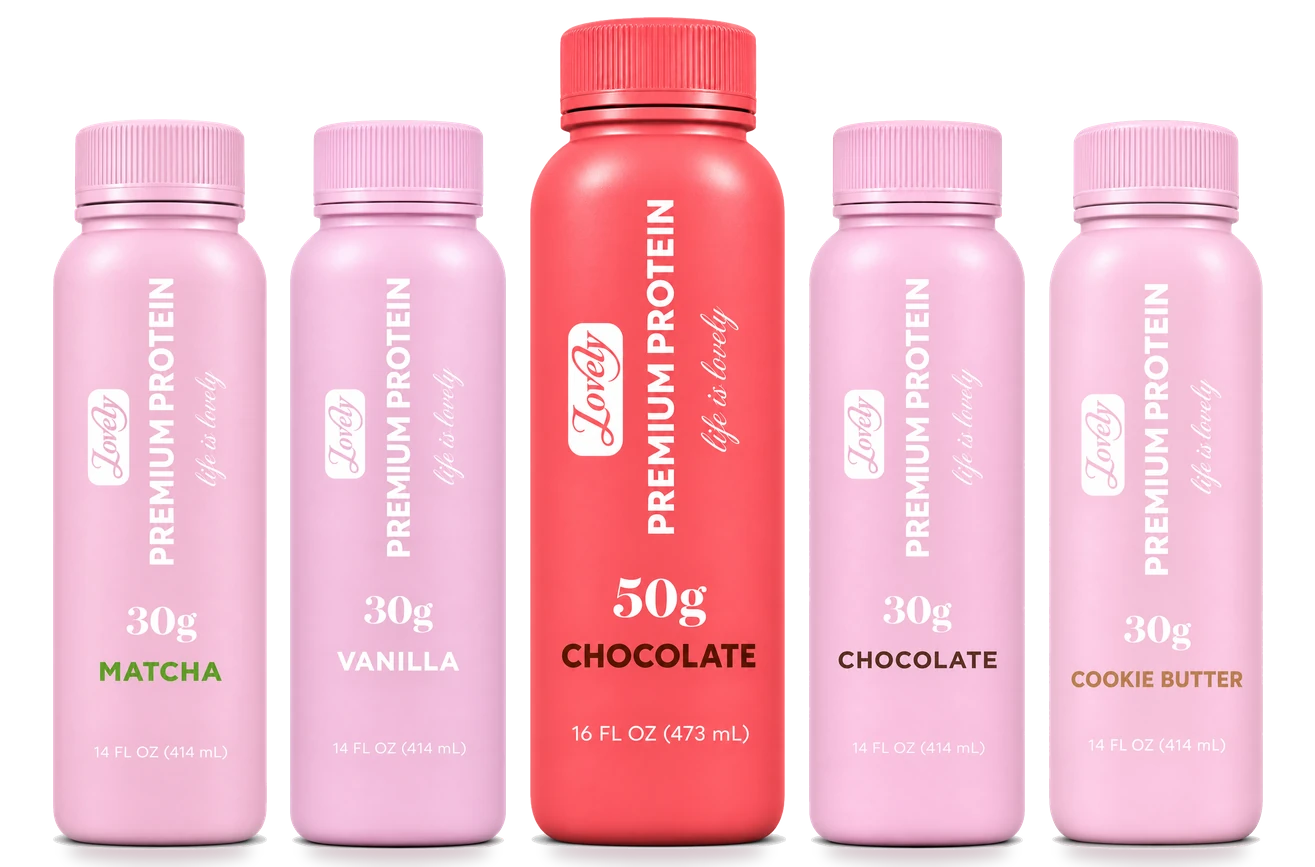 Lovely
PREMIUM PROTEIN
life is lovely
30g
MATCHA
14 FL OZ (414 mL)
Lovely
PREMIUM PROTEIN
life is lovely
30g
VANILLA
14 FL OZ (414 mL)
Lovely
PREMIUM PROTEIN
life is lovely
50g
CHOCOLATE
16 FL OZ (473 mL)
Lovely
PREMIUM PROTEIN
life is lovely
30g
CHOCOLATE
14 FL OZ (414 mL)
Lovely
PREMIUM PROTEIN
life is lovely
30g
COOKIE BUTTER
14 FL OZ (414 mL)